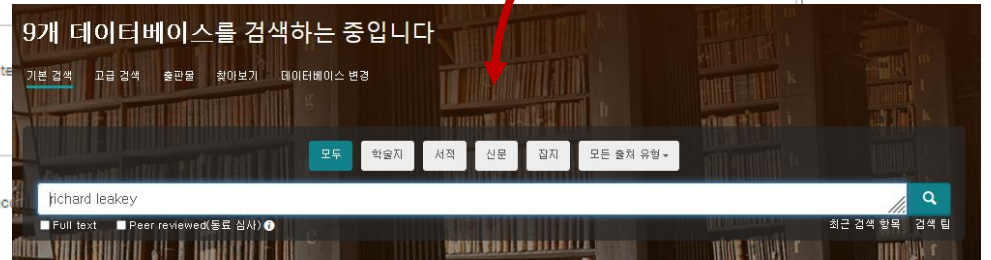 9개 데이터베이스를 검색하는 중입니다
기본 검색 고급 검색 출판물 찾아보기 데이터베이스 변경
모두 학술지 서적 신문 잡지 모든 출처 유형
richard leakey
Full text Peer reviewed(동료 심사) 최근 검색 항목 검색 팁